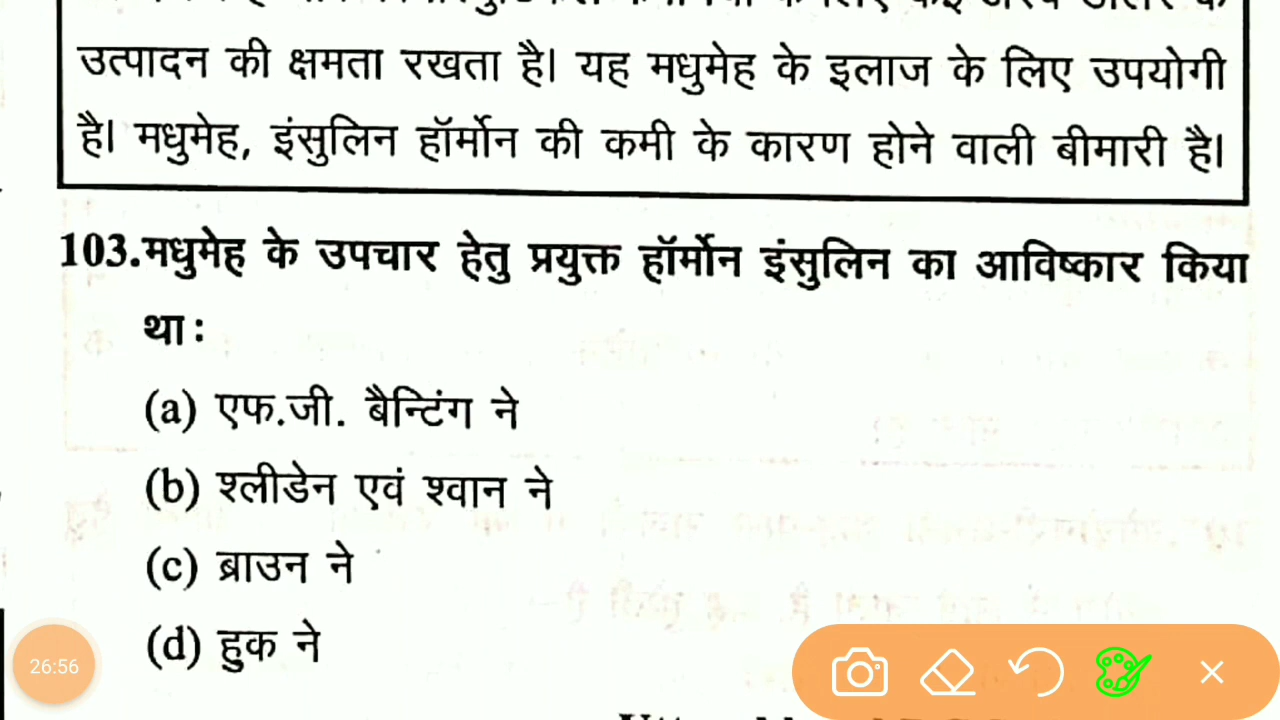 उत्पादन की क्षमता रखता है। यह मधुमेह के इलाज के लिए उपयोगी
है। मधुमेह, इंसुलिन हॉर्मोन की कमी के कारण होने वाली बीमारी है।
103.मधुमेह के उपचार हेतु प्रयुक्त हॉर्मोन इंसुलिन का आविष्कार किया
था:
(a) एफ.जी. बैन्टिंग ने
(b) श्लीडेन एवं श्वान ने
(c) ब्राउन ने
(d) हुक ने
26:56